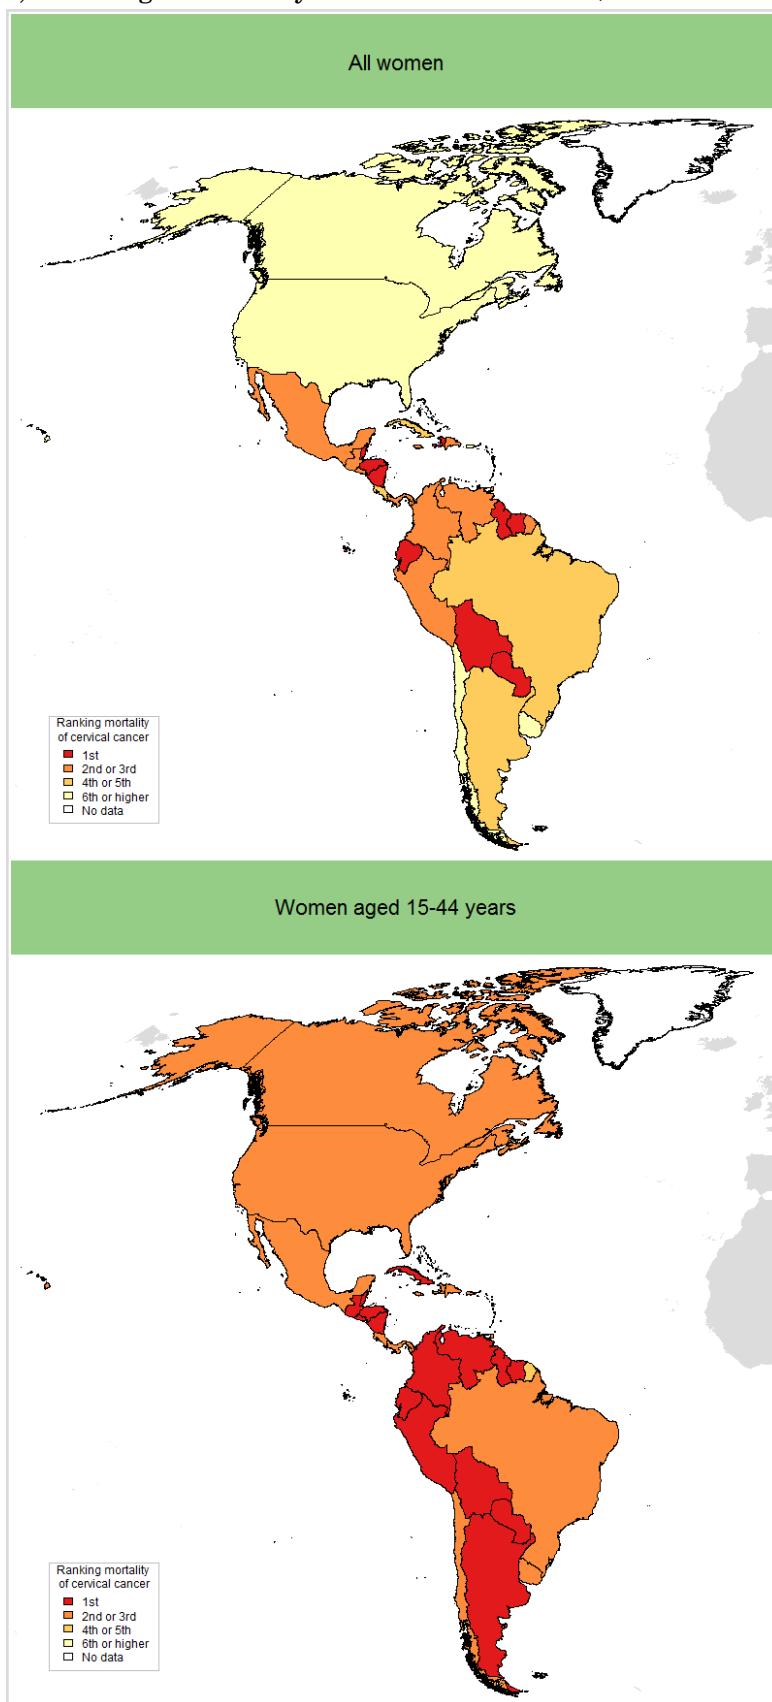 All women
Ranking mortality
of cervical cancer
1st
2nd or 3rd
4th or 5th
6th or higher
No data
Women aged 15-44 years
Ranking mortality
of cervical cancer
1st
2nd or 3rd
4th or 5th
6th or higher
No data